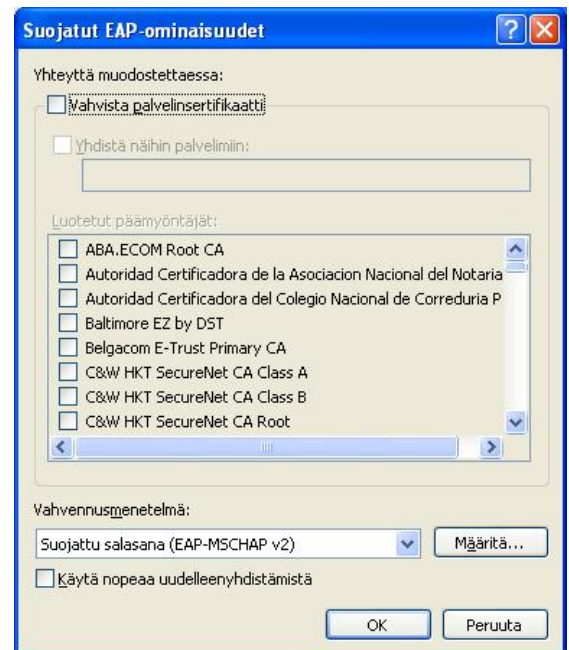 Suojatut EAP-ominaisuudet
Yhteyttä muodostettaessa:
Vahvista palvelinsertifikaatti
Yhdistä näihin palvelimiin:
Luotetut päämyöntäjät:
ABA.ECOM Root CA
Autoridad Certificadora de la Asociacion Nacional del Notaria
Autoridad Certificadora del Colegio Nacional de Correduria P
Baltimore EZ by DST
Belgacom E-Trust Primary CA
C&W HKT SecureNet CA Class A
C&W HKT SecureNet CA Class B
C&W HKT SecureNet CA Root
Vahvennusmenetelmä:
Suojattu salasana (EAP-MSCHAP v2) Määritä...
Käytä nopeaa uudelleenyhdistämistä
OK Peruuta